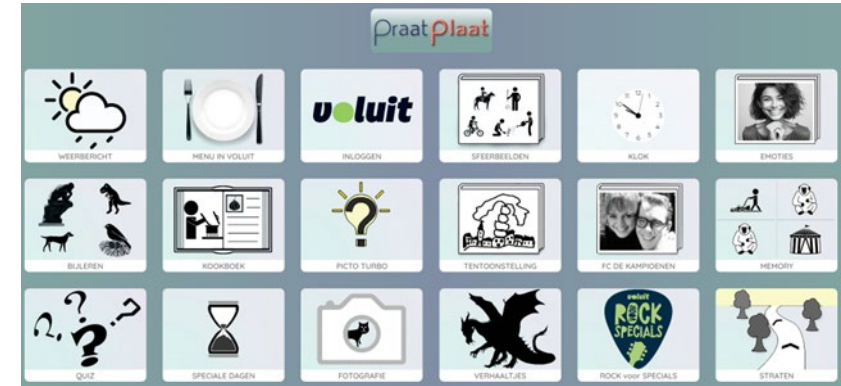 PraatPlaat
WEERBERICHT
MENU IN VOLUIT
voluit
INLOGGEN
SFEERBEELDEN
12
KLOK
EMOTIES
BIJLEREN
KOOKBOEK
PICTO TURBO
TENTOONSTELLING
FC DE KAMPIOENEN
MEMORY
QUIZ
SPECIALE DAGEN
FOTOGRAFIE
VERHAALTJES
voluit
ROCK
SPECIALS
ROCK voor SPECIALS
STRATEN